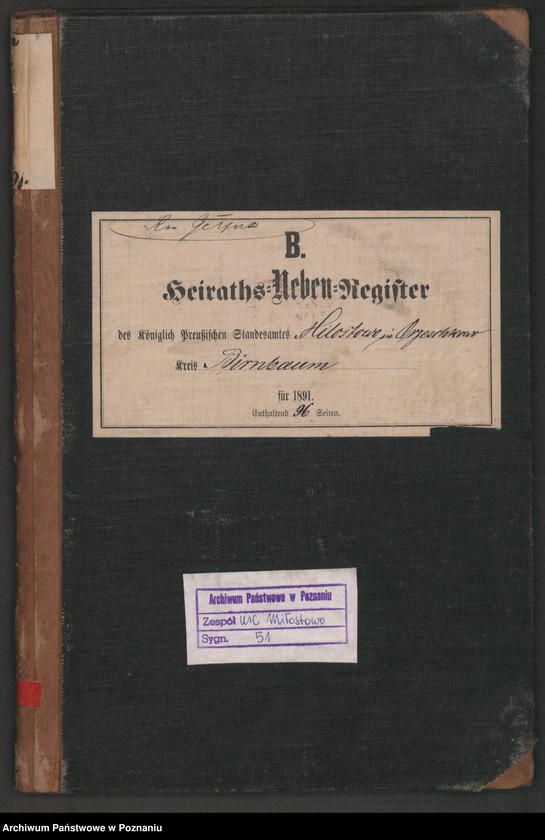 B.
Heiraths-Neben-Register
des Königlich Preußischen Standesamtes Milostowo in
Kreis Birnbaum
für 1891.
Enthaltend 96 Seiten.
Archiwum Państwowe w Poznaniu
Zespół USC Miłostowo
Sygn. 51
Archiwum Państwowe w Poznaniu